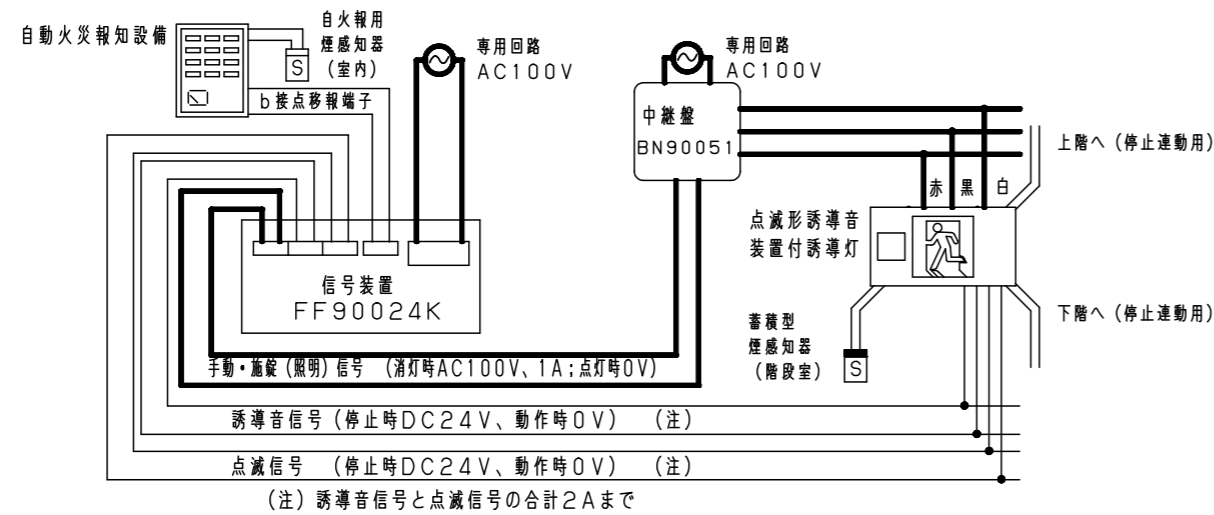 自動火災報知設備
自火報用
煙感知器
（室内）
S
専用回路
AC100V
b接点移報端子
専用回路
AC100V
中継盤
BN90051
上階へ（停止連動用）
赤 黒 白
点滅形誘導音
装置付誘導灯
信号装置
FF90024K
下階へ（停止連動用）
蓄積型
煙感知器
（階段室）
S
手動・施錠（照明）信号 （消灯時AC100V、1A；点灯時0V）
誘導音信号（停止時DC24V、動作時0V） （注）
点滅信号 （停止時DC24V、動作時0V） （注）
（注）誘導音信号と点滅信号の合計2Aまで